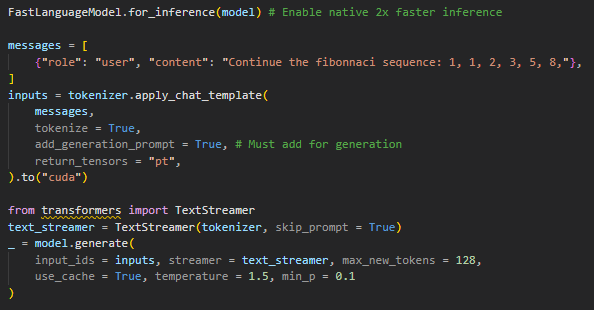 FastLanguageModel.for_inference(model) # Enable native 2x faster inference
messages = [
    {"role": "user", "content": "Continue the fibonnaci sequence: 1, 1, 2, 3, 5, 8,"},
]
inputs = tokenizer.apply_chat_template(
    messages,
    tokenize = True,
    add_generation_prompt = True, # Must add for generation
    return_tensors = "pt",
).to("cuda")
from transformers import TextStreamer
text_streamer = TextStreamer(tokenizer, skip_prompt = True)
_ = model.generate(
    input_ids = inputs, streamer = text_streamer, max_new_tokens = 128,
    use_cache = True, temperature = 1.5, min_p = 0.1
)